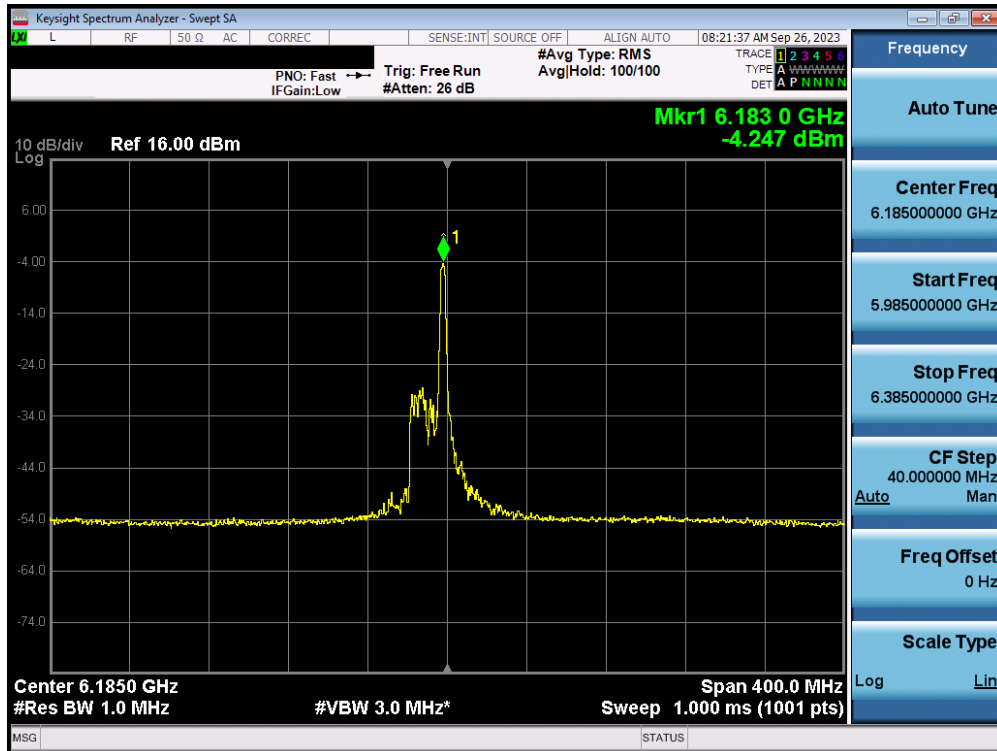 Keysight Spectrum Analyzer - Swept SA
LXI L RF 50 Ω AC CORREC SENSE:INT SOURCE OFF ALIGN AUTO 08:21:37 AM Sep 26, 2023
PNO: Fast
IFGain:Low
Trig: Free Run
#Atten: 26 dB
#Avg Type: RMS
Avg|Hold: 100/100
TRACE 1 2 3 4 5 6
TYPE A WWWWW
DET A P N N N N
Mkr1 6.183 0 GHz
-4.247 dBm
10 dB/div Ref 16.00 dBm
Log
1
6.00
-4.00
-14.0
-24.0
-34.0
-44.0
-54.0
-64.0
-74.0
Center 6.1850 GHz Span 400.0 MHz
#Res BW 1.0 MHz #VBW 3.0 MHz* Sweep 1.000 ms (1001 pts)
MSG STATUS
Frequency
Auto Tune
Center Freq
6.185000000 GHz
Start Freq
5.985000000 GHz
Stop Freq
6.385000000 GHz
CF Step
40.000000 MHz
Auto Man
Freq Offset
0 Hz
Scale Type
Log Lin